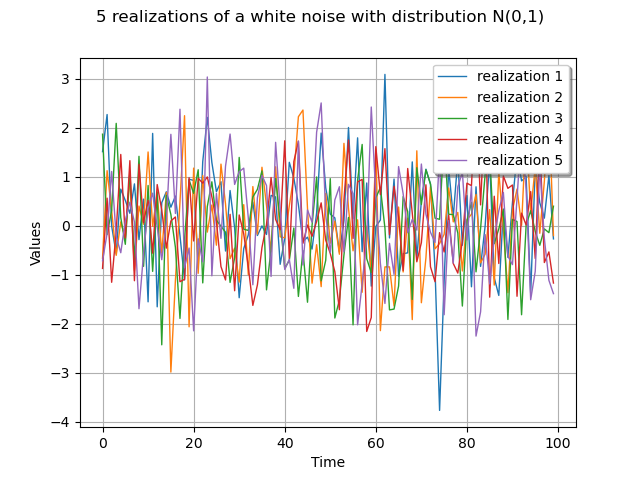 5 realizations of a white noise with distribution N(0,1)
realization 1
realization 2
realization 3
realization 4
realization 5
Values
3
2
1
0
−1
−2
−3
−4
0 20 40 60 80 100
Time